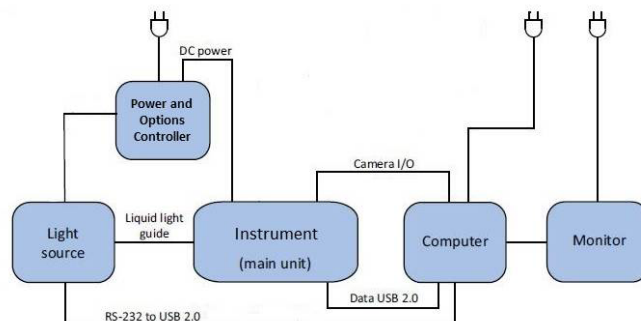 DC power
Power and
Options
Controller
Camera I/O
Liquid light
guide
Light
source
Instrument
(main unit)
Computer
Monitor
Data USB 2.0
RS-232 to USB 2.0